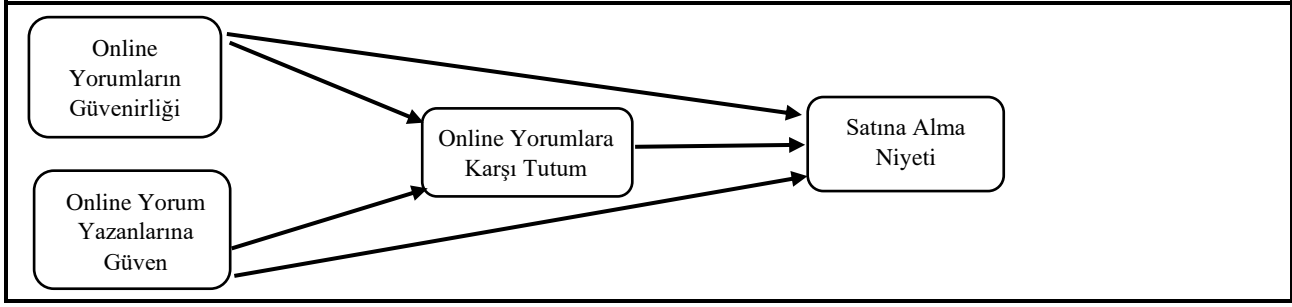 Online
Yorumların
Güvenirliği
Online Yorum
Yazanlarına
Güven
Online Yorumlara
Karşı Tutum
Satına Alma
Niyeti